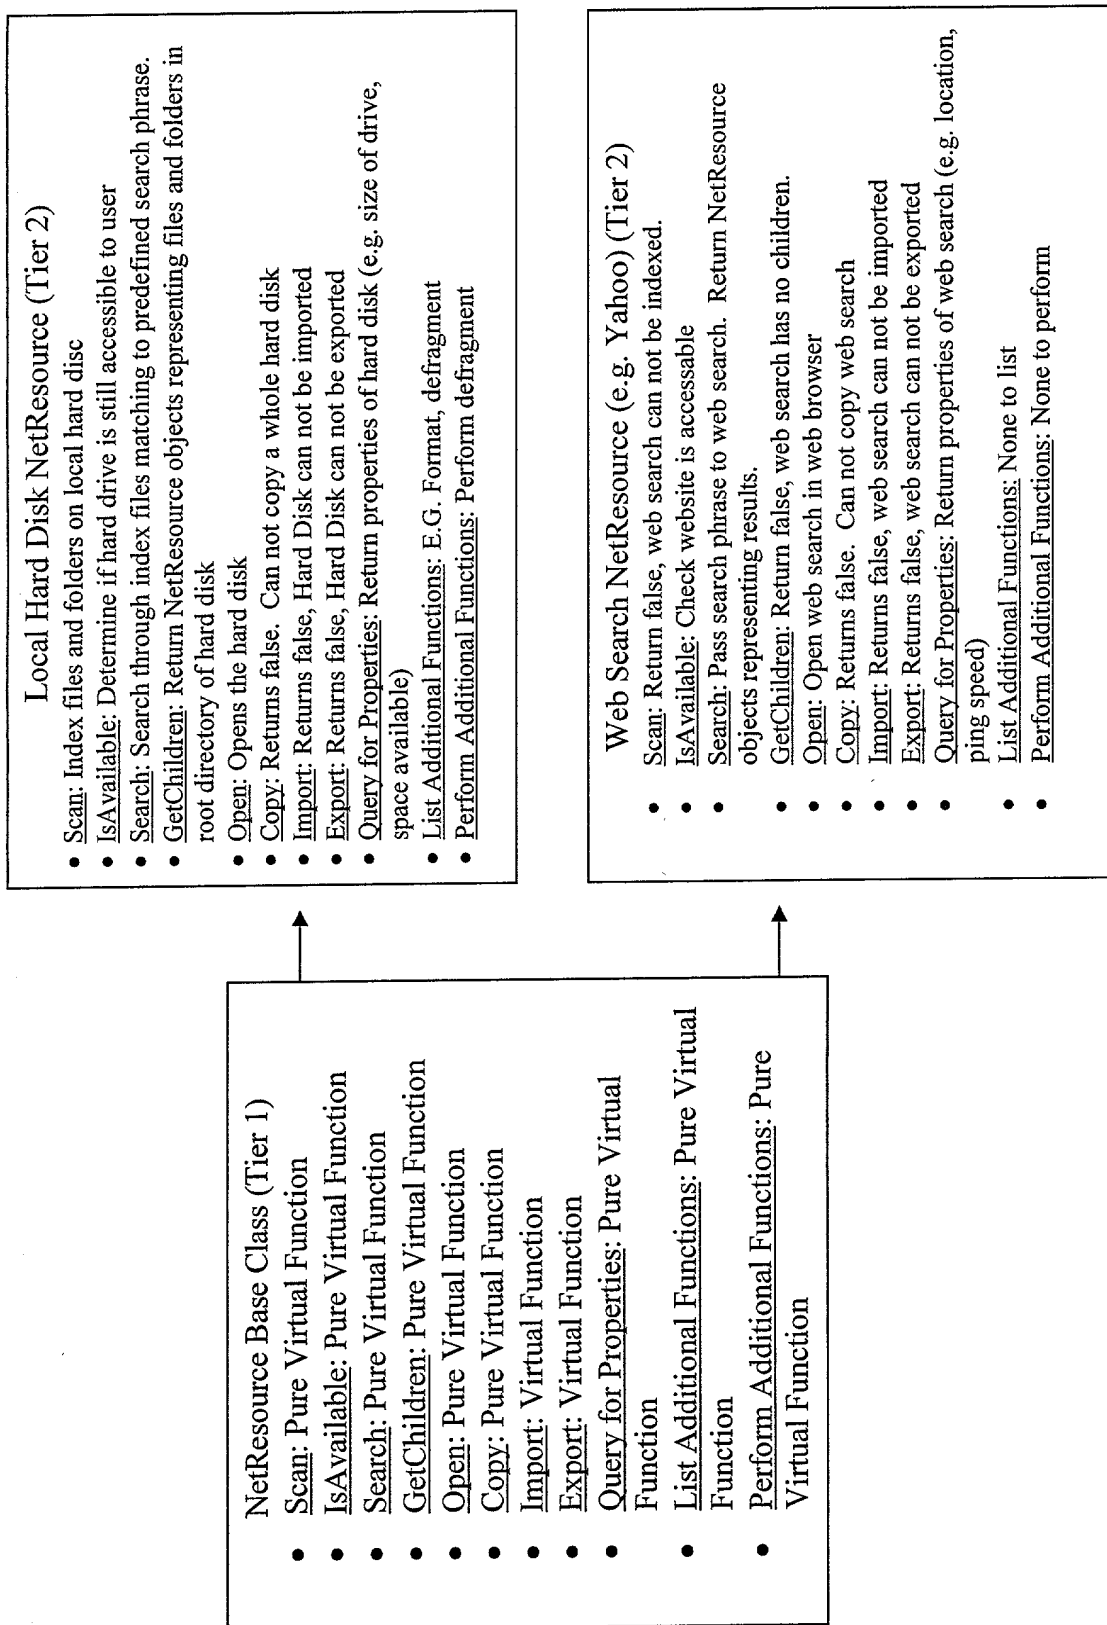 NetResource Base Class (Tier 1)
• Scan: Pure Virtual Function
• IsAvailable: Pure Virtual Function
• Search: Pure Virtual Function
• GetChildren: Pure Virtual Function
• Open: Pure Virtual Function
• Copy: Pure Virtual Function
• Import: Virtual Function
• Export: Virtual Function
• Query for Properties: Pure Virtual
Function
• List Additional Functions: Pure Virtual
Function
• Perform Additional Functions: Pure
Virtual Function
Local Hard Disk NetResource (Tier 2)
• Scan: Index files and folders on local hard disc
• IsAvailable: Determine if hard drive is still accessible to user
• Search: Search through index files matching to predefined search phrase.
• GetChildren: Return NetResource objects representing files and folders in
root directory of hard disk
• Open: Opens the hard disk
• Copy: Returns false. Can not copy a whole hard disk
• Import: Returns false, Hard Disk can not be imported
• Export: Returns false, Hard Disk can not be exported
• Query for Properties: Return properties of hard disk (e.g. size of drive,
space available)
• List Additional Functions: E.G. Format, defragment
• Perform Additional Functions: Perform defragment
Web Search NetResource (e.g. Yahoo) (Tier 2)
• Scan: Return false, web search can not be indexed.
• IsAvailable: Check website is accessable
• Search: Pass search phrase to web search. Return NetResource
objects representing results.
• GetChildren: Return false, web search has no children.
• Open: Open web search in web browser
• Copy: Returns false. Can not copy web search
• Import: Returns false, web search can not be imported
• Export: Returns false, web search can not be exported
• Query for Properties: Return properties of web search (e.g. location,
ping speed)
• List Additional Functions: None to list
• Perform Additional Functions: None to perform